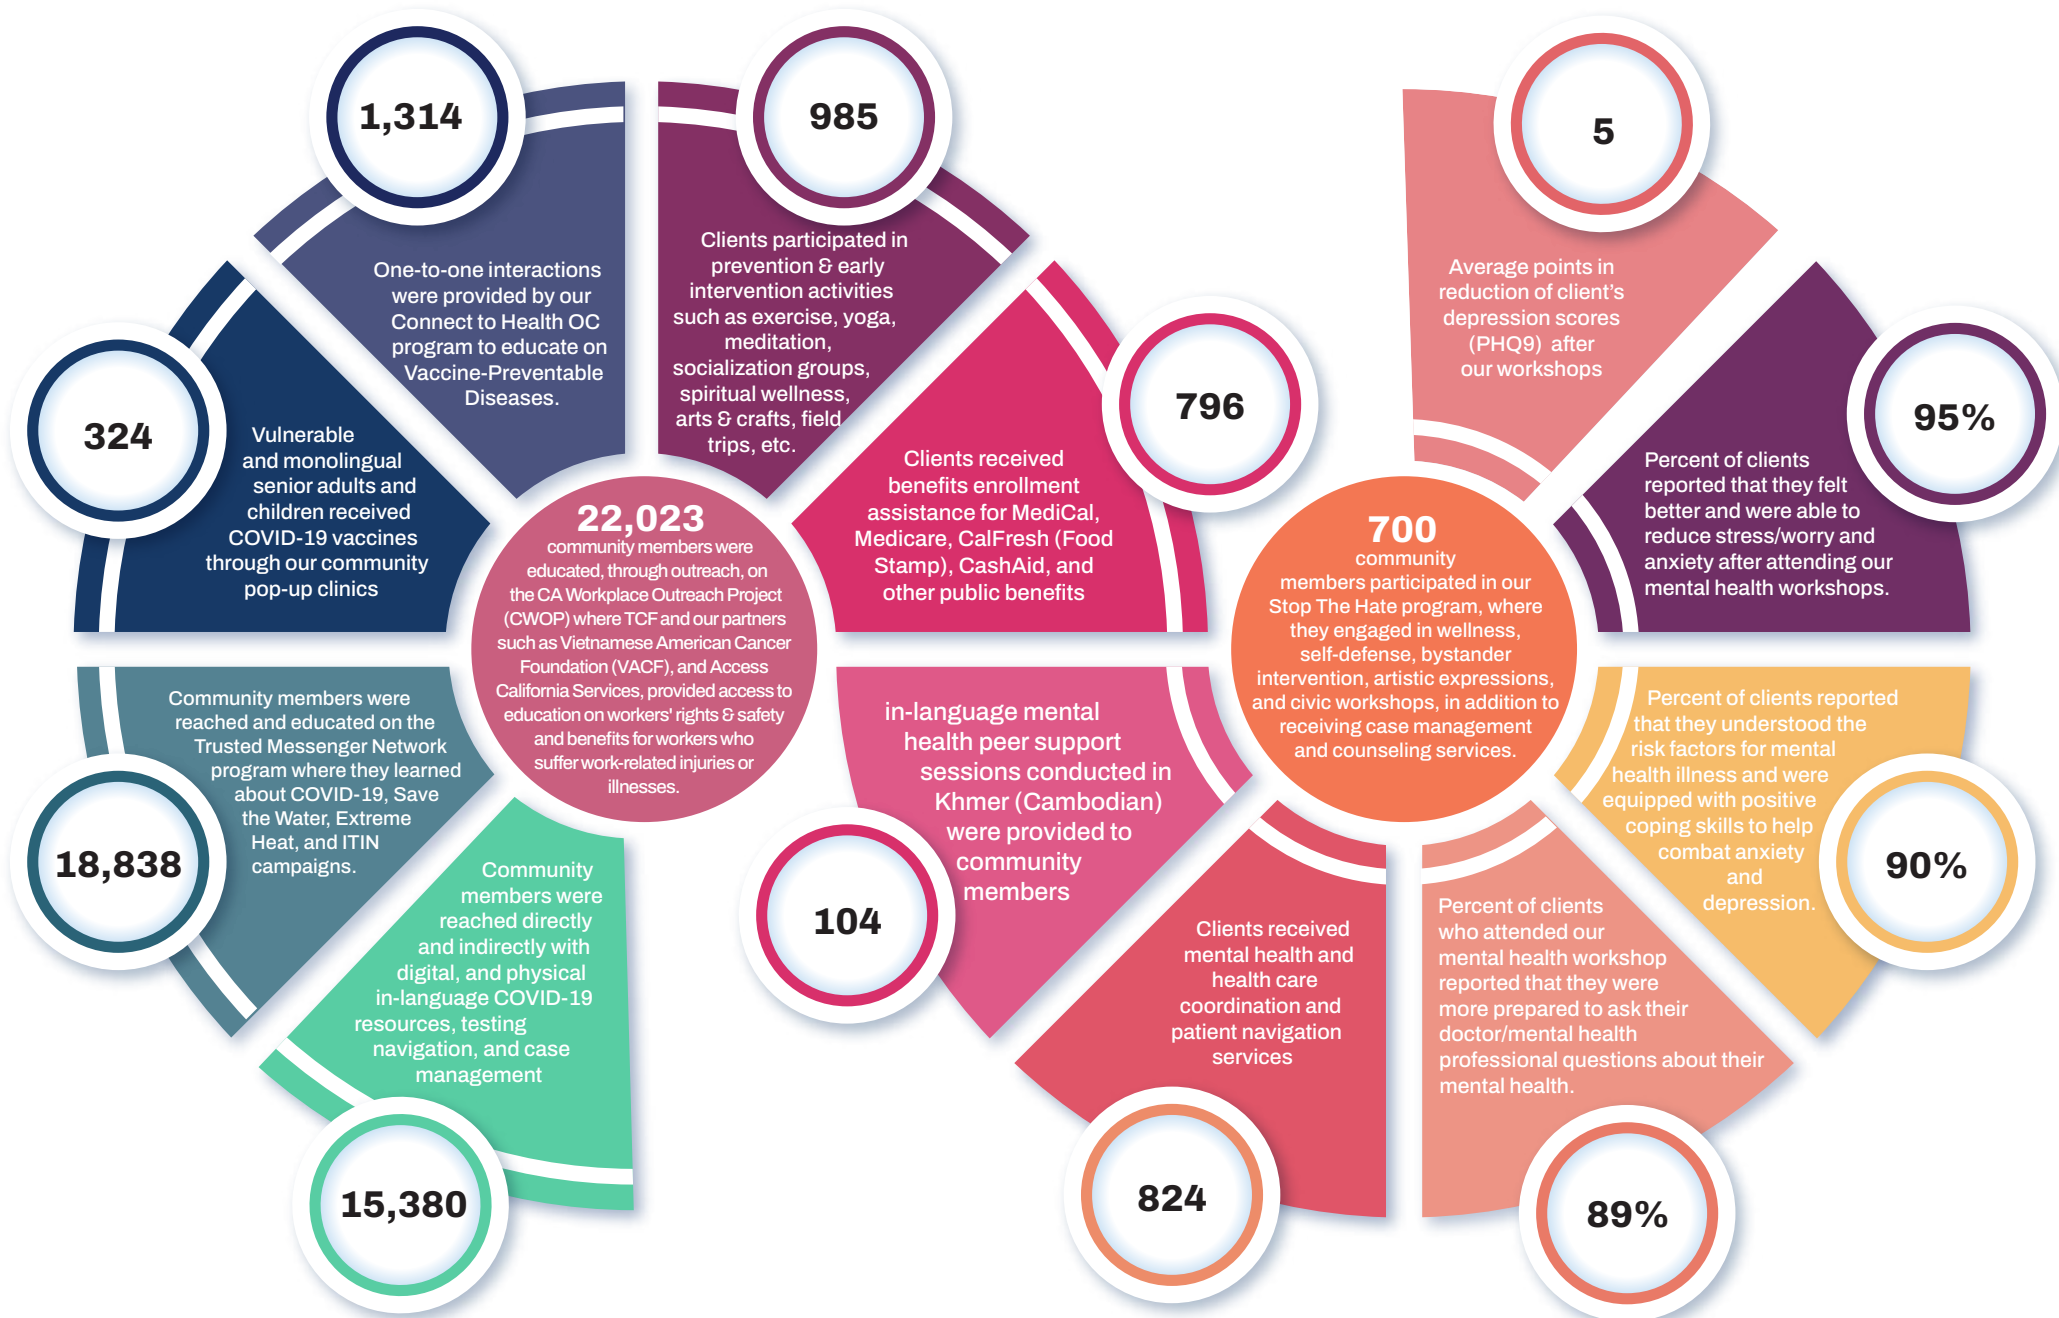 1,314
One-to-one interactions
were provided by our
Connect to Health OC
program to educate on
Vaccine-Preventable
Diseases.
985
Clients participated in
prevention & early
intervention activities
such as exercise, yoga,
meditation,
socialization groups,
spiritual wellness,
arts & crafts, field
trips, etc.
324
Vulnerable
and monolingual
senior adults and
children received
COVID-19 vaccines
through our community
pop-up clinics
796
Clients received
benefits enrollment
assistance for MediCal,
Medicare, CalFresh (Food
Stamp), CashAid, and
other public benefits
22,023
community members were
educated, through outreach, on
the CA Workplace Outreach Project
(CWOP) where TCF and our partners
such as Vietnamese American Cancer
Foundation (VACF), and Access
California Services, provided access to
education on workers' rights & safety
and benefits for workers who
suffer work-related injuries or
illnesses.
18,838
Community members were
reached and educated on the
Trusted Messenger Network
program where they learned
about COVID-19, Save
the Water, Extreme
Heat, and ITIN
campaigns.
15,380
Community
members were
reached directly
and indirectly with
digital, and physical
in-language COVID-19
resources, testing
navigation, and case
management
5
Average points in
reduction of client's
depression scores
(PHQ9) after
our workshops
95%
Percent of clients
reported that they felt
better and were able to
reduce stress/worry and
anxiety after attending our
mental health workshops.
700
community
members participated in our
Stop The Hate program, where
they engaged in wellness,
self-defense, bystander
intervention, artistic expressions,
and civic workshops, in addition to
receiving case management
and counseling services.
104
in-language mental
health peer support
sessions conducted in
Khmer (Cambodian)
were provided to
community
members
90%
Percent of clients reported
that they understood the
risk factors for mental
health illness and were
equipped with positive
coping skills to help
combat anxiety
and
depression.
824
Clients received
mental health and
health care
coordination and
patient navigation
services
89%
Percent of clients
who attended our
mental health workshop
reported that they were
more prepared to ask their
doctor/mental health
professional questions about their
mental health.